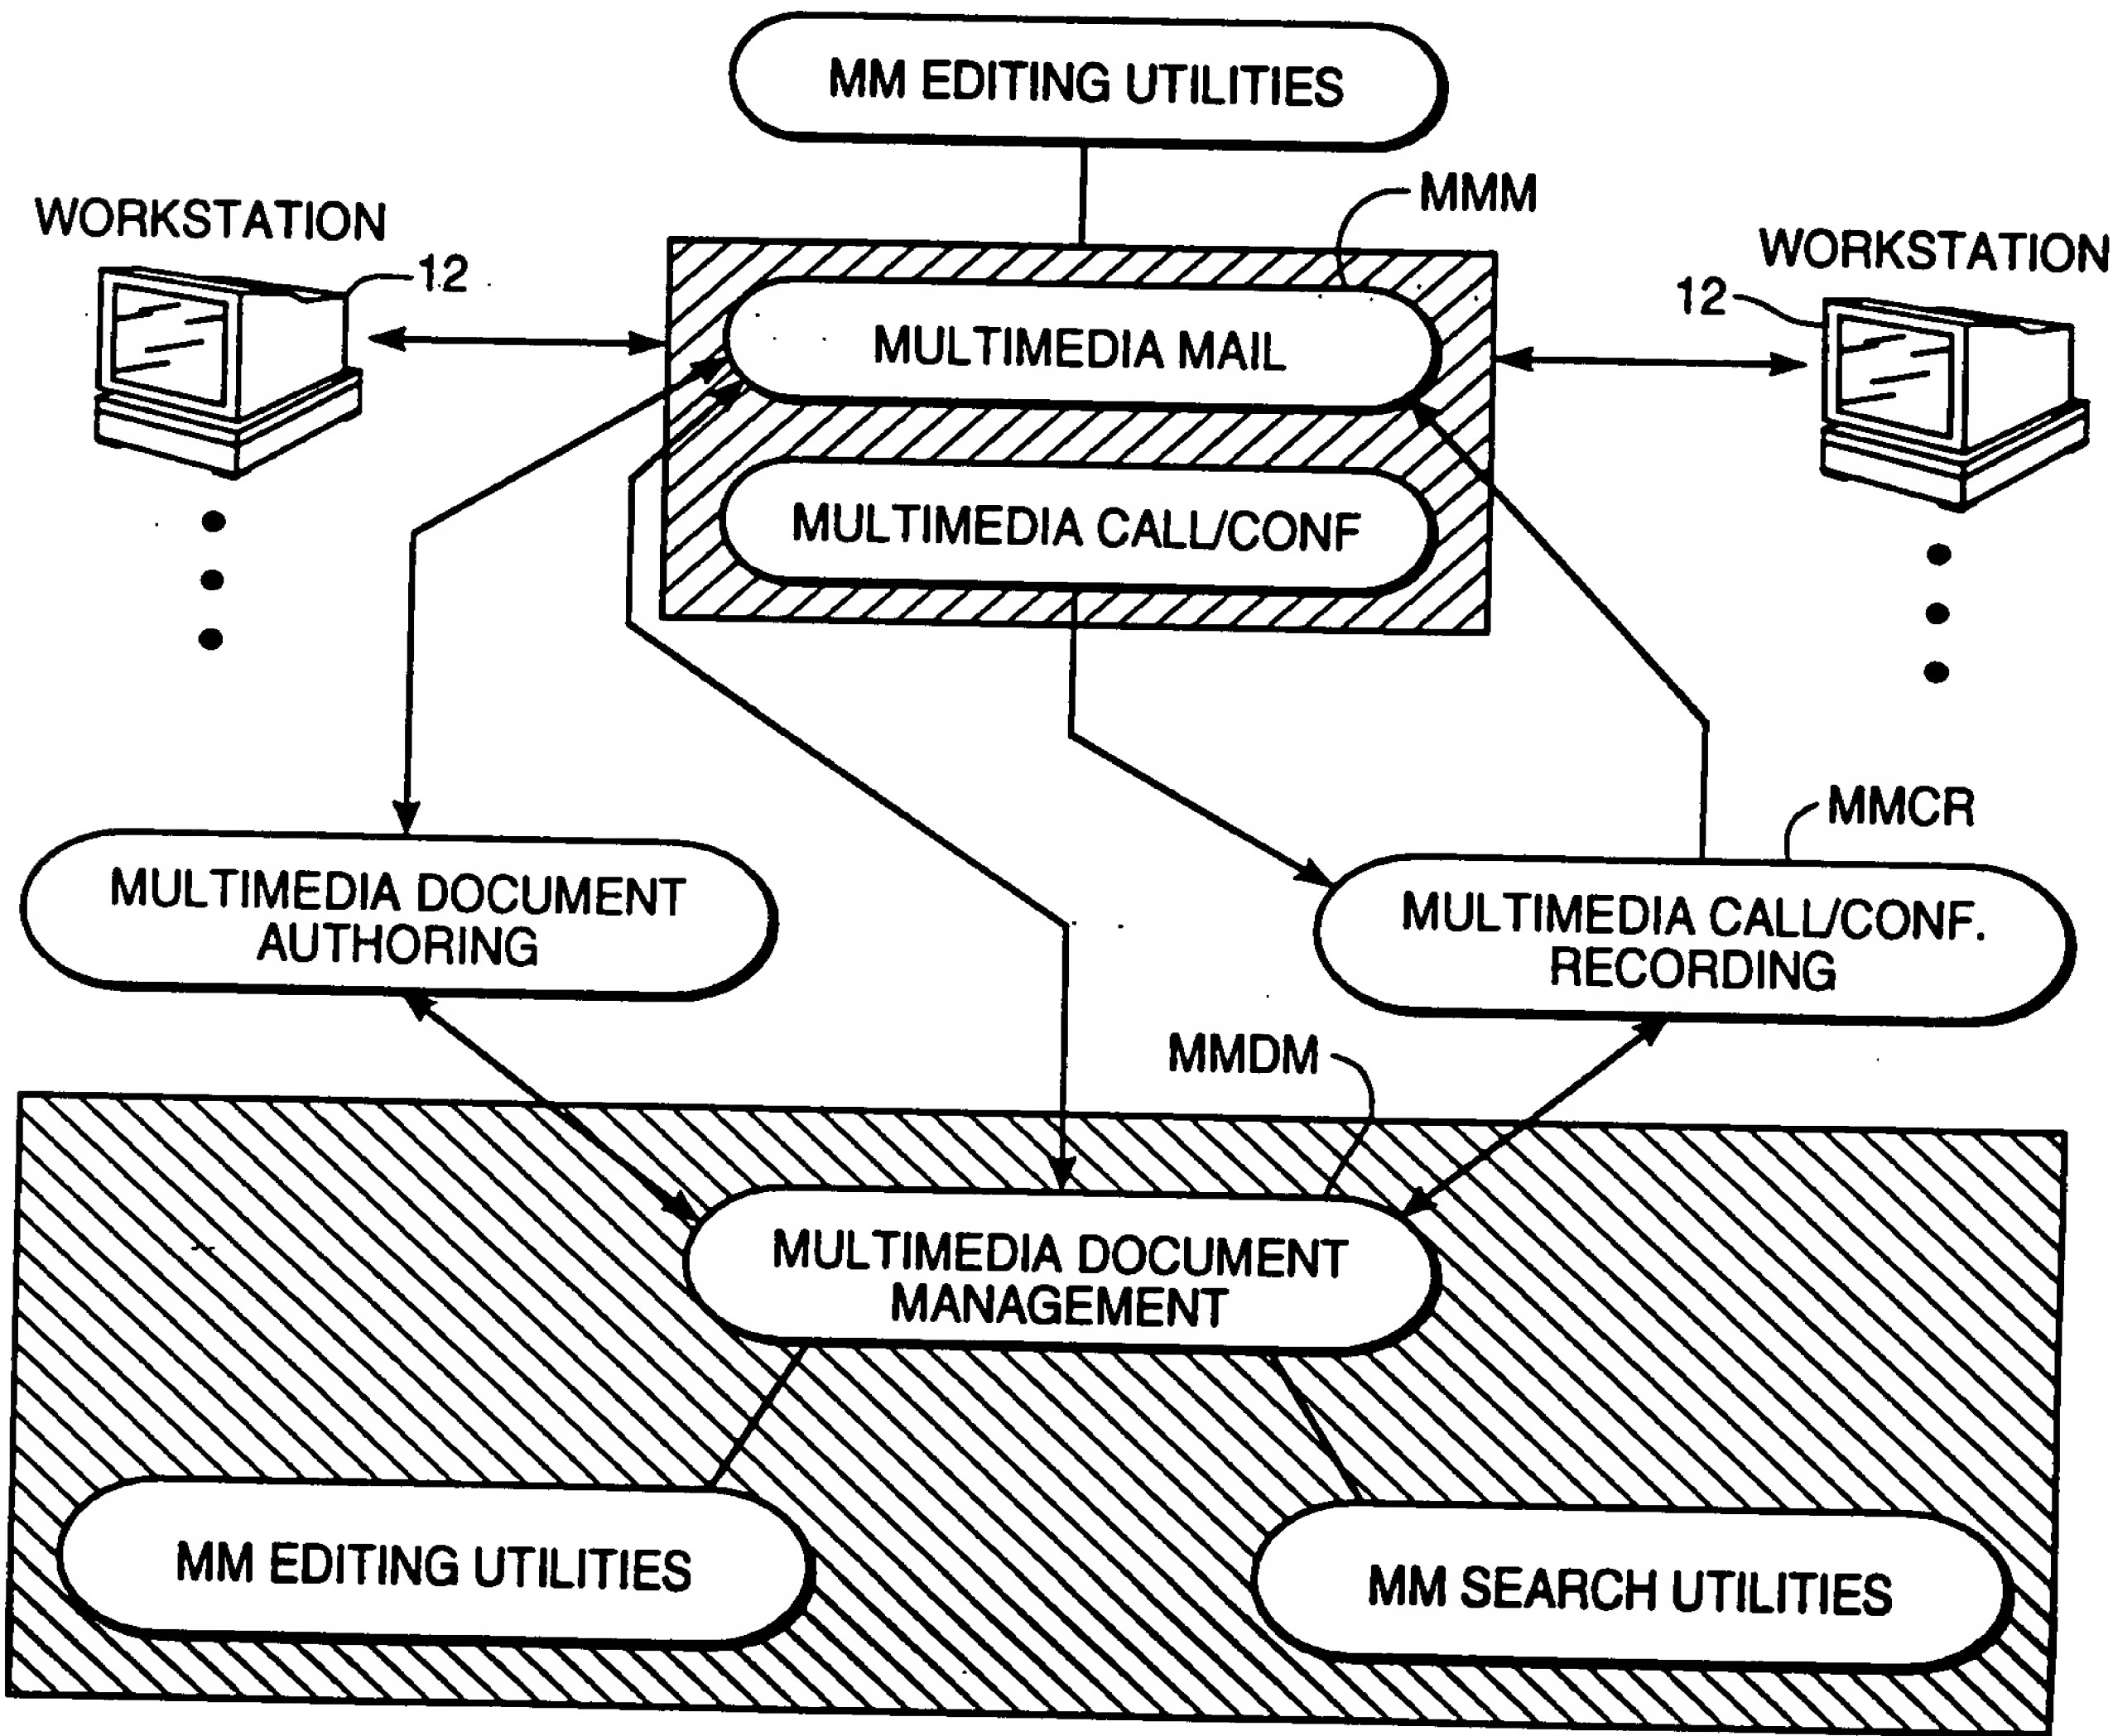 MM EDITING UTILITIES
MMM
WORKSTATION
12
WORKSTATION
12
MULTIMEDIA MAIL
MULTIMEDIA CALL/CONF
MMCR
MULTIMEDIA DOCUMENT
AUTHORING
MULTIMEDIA CALL/CONF.
RECORDING
MMDM
MULTIMEDIA DOCUMENT
MANAGEMENT
MM EDITING UTILITIES
MM SEARCH UTILITIES